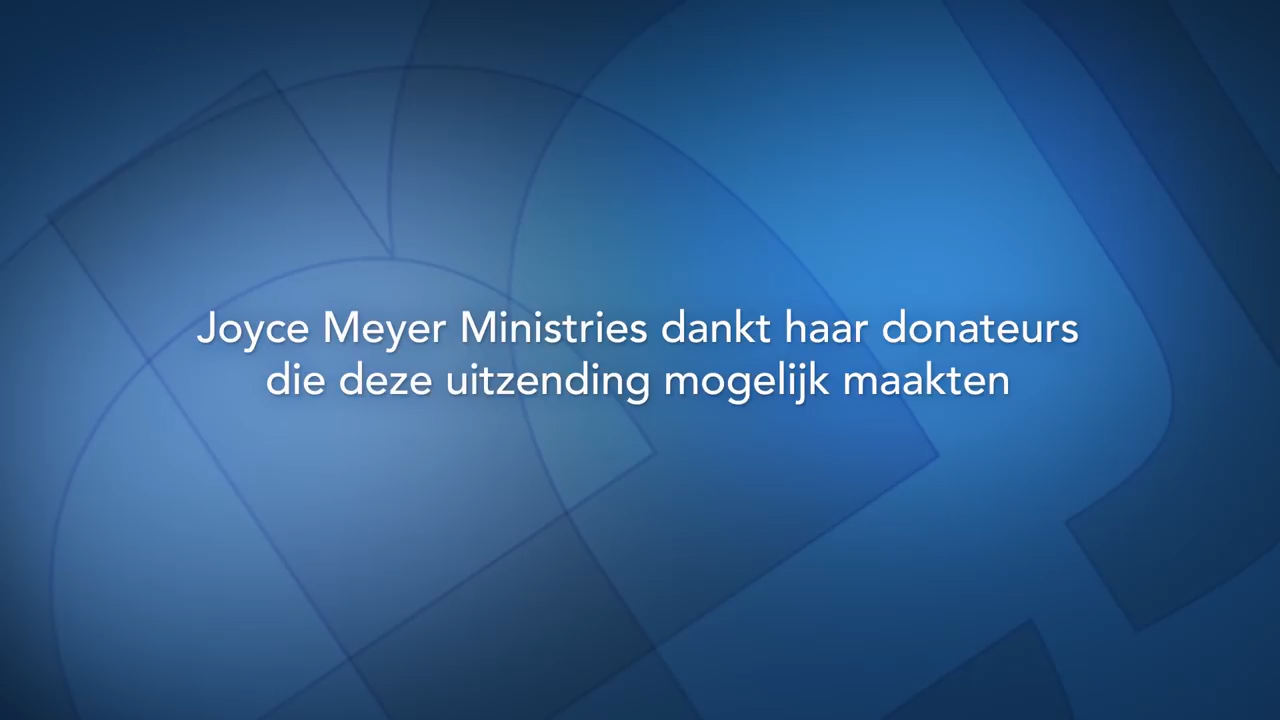 Joyce Meyer Ministries dankt haar donateurs
die deze uitzending mogelijk maakten